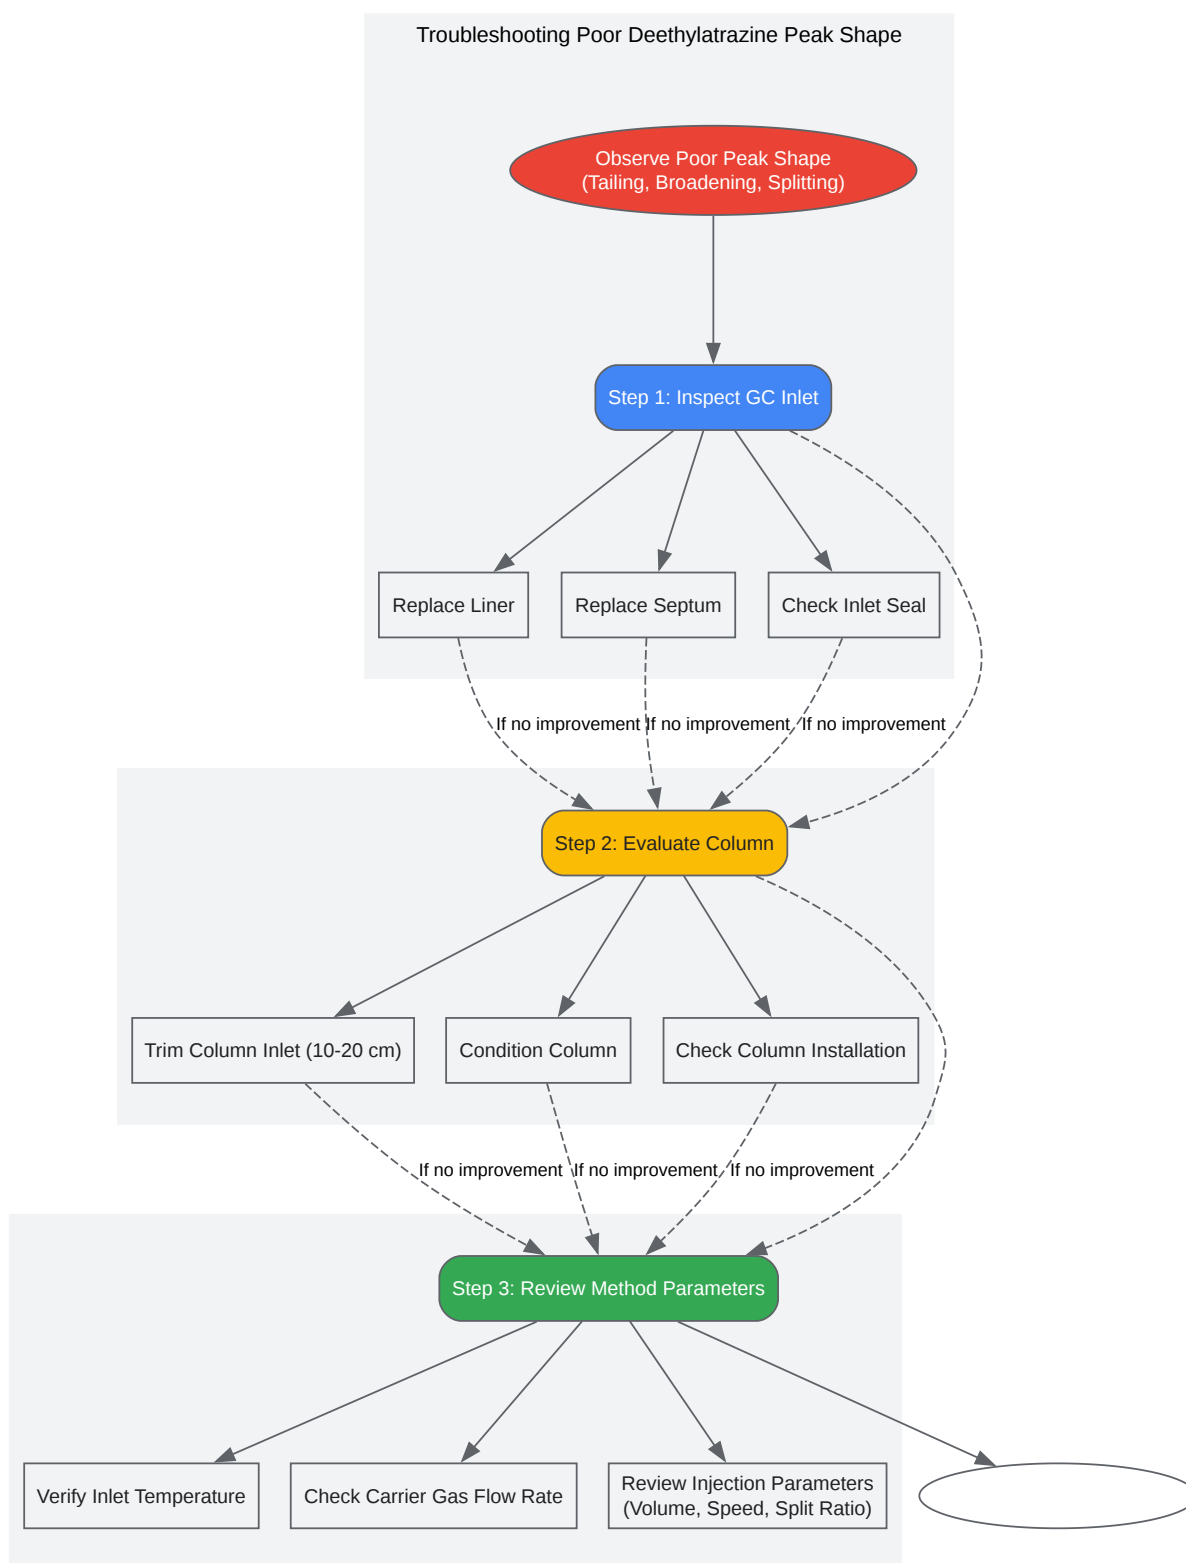 Troubleshooting Poor Deethylatrazine Peak Shape
Observe Poor Peak Shape
(Tailing, Broadening, Splitting)
Step 1: Inspect GC Inlet
Replace Liner
Replace Septum
Check Inlet Seal
If no improvement
If no improvement
If no improvement
Step 2: Evaluate Column
Trim Column Inlet (10-20 cm)
Condition Column
Check Column Installation
If no improvement
If no improvement
If no improvement
Step 3: Review Method Parameters
Verify Inlet Temperature
Check Carrier Gas Flow Rate
Review Injection Parameters
(Volume, Speed, Split Ratio)